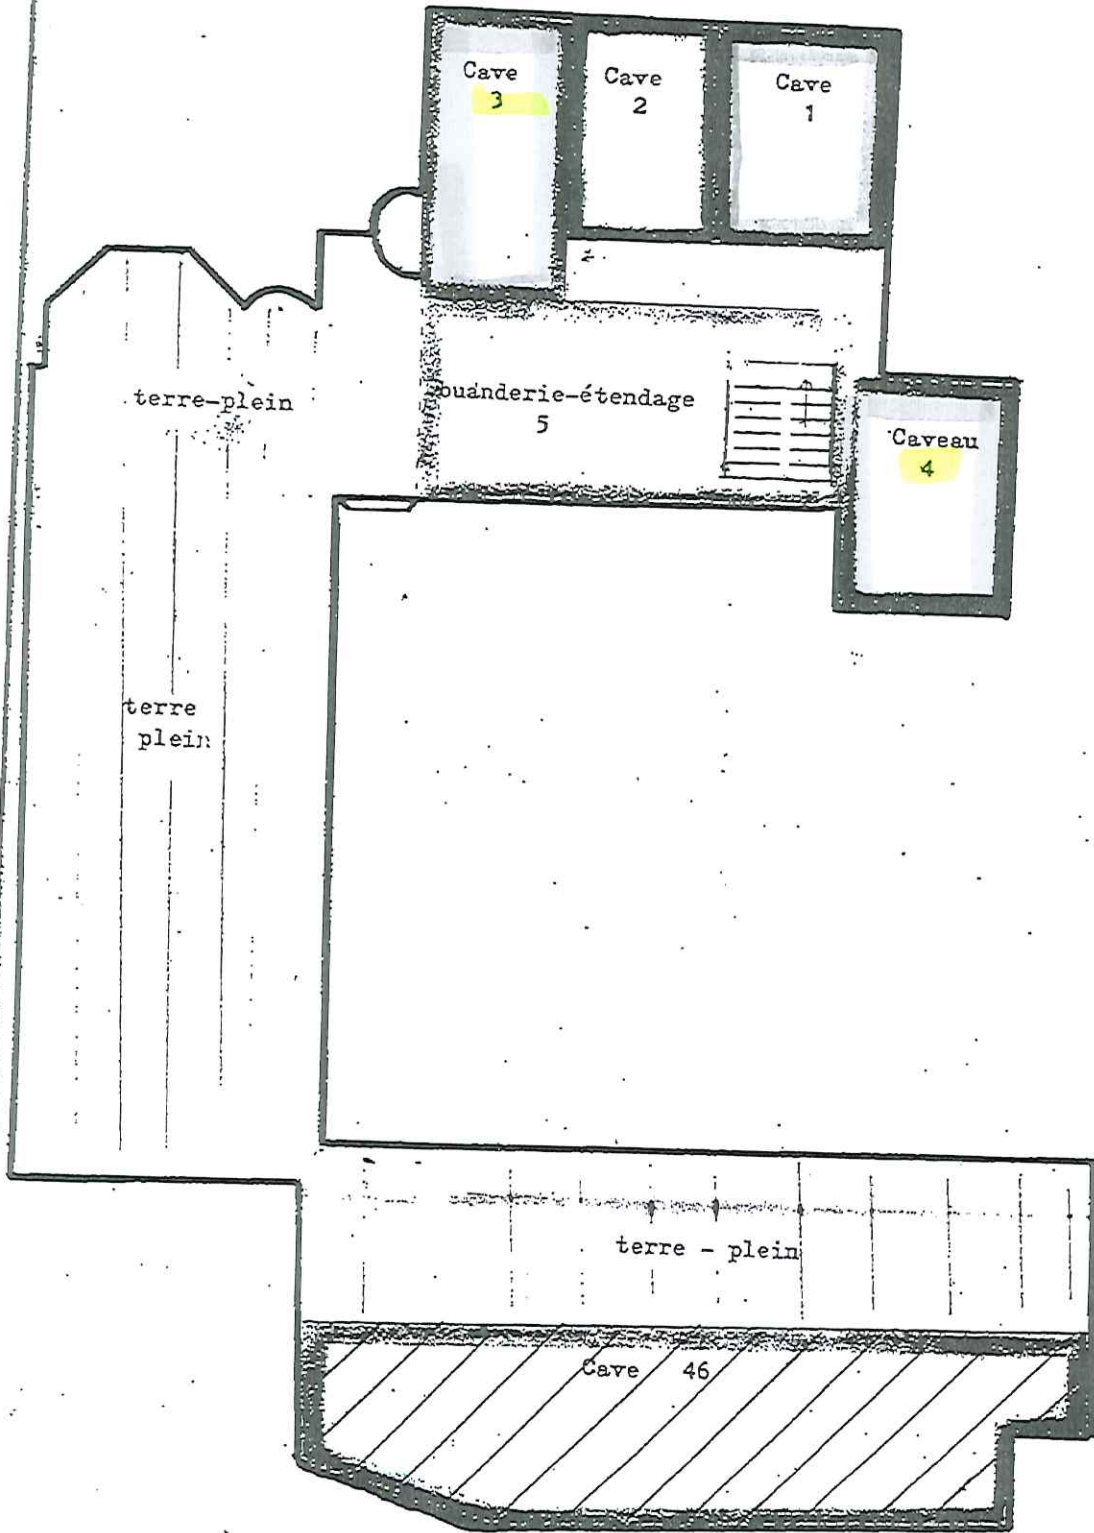 Cave
3
Cave
2
Cave
1
terre-plein
buanderie-étendage
5
Caveau
4
terre
plein
terre - plein
Cave 46